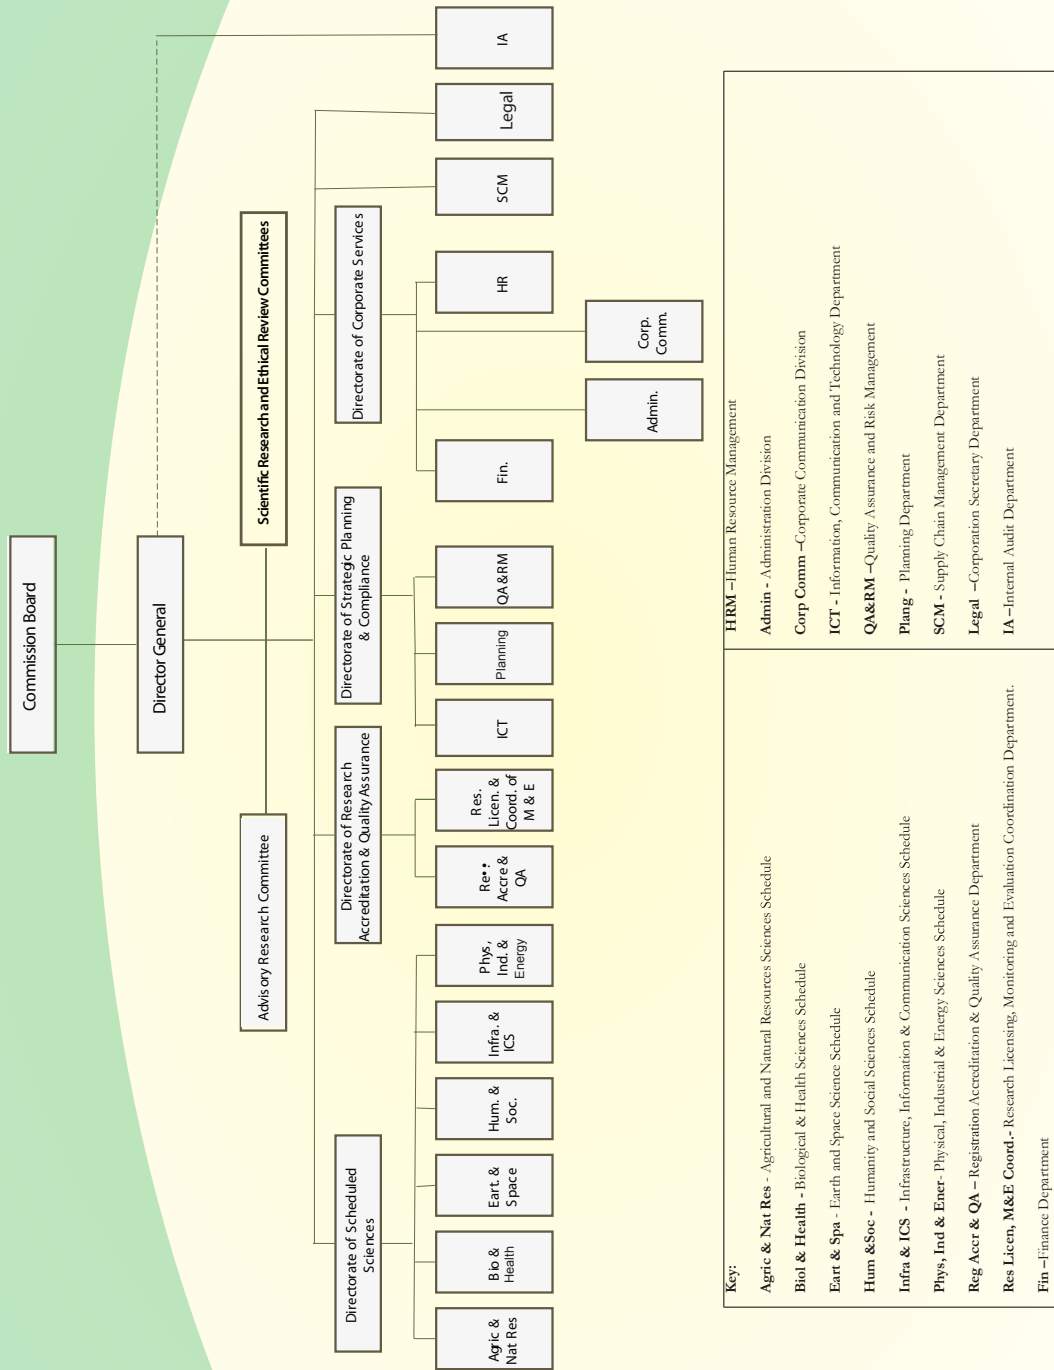 Commission Board
Director General
Advisory Research Committee
Scientific Research and Ethical Review Committees
Directorate of Scheduled
Sciences
Directorate of Research
Accreditation & Quality Assurance
Directorate of Strategic Planning
& Compliance
Directorate of Corporate Services
Agric &
Nat Res
Bio &
Health
Eart. &
Space
Hum. &
Soc.
Infra. &
ICS
Phys,
Ind. &
Energy
Accre &
QA
Res.
Licen. &
Coord. of
M & E
ICT
Planning
QA&RM
Fin.
HR
SCM
Legal
IA
Admin.
Corp.
Comm.
Key:
Agric & Nat Res - Agricultural and Natural Resources Sciences Schedule
Biol & Health - Biological & Health Sciences Schedule
Eart & Spa - Earth and Space Science Schedule
Hum &Soc - Humanity and Social Sciences Schedule
Infra & ICS - Infrastructure, Information & Communication Sciences Schedule
Phys, Ind & Ener- Physical, Industrial & Energy Sciences Schedule
Reg Accr & QA – Registration Accreditation & Quality Assurance Department
Res Licen, M&E Coord.- Research Licensing, Monitoring and Evaluation Coordination Department.
Fin –Finance Department
HRM –Human Resource Management
Admin - Administration Division
Corp Comm –Corporate Communication Division
ICT - Information, Communication and Technology Department
QA&RM –Quality Assurance and Risk Management
Plang - Planning Department
SCM - Supply Chain Management Department
Legal –Corporation Secretary Department
IA –Internal Audit Department